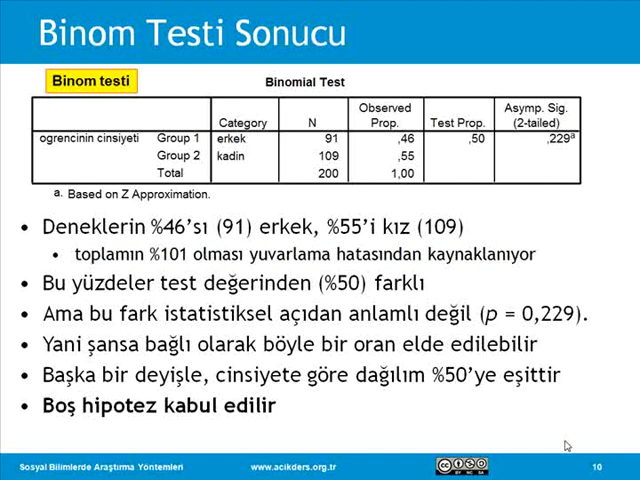 Binom Testi Sonucu
Binom testi
Binomial Test
Category N Observed Prop. Test Prop. Asymp. Sig. (2-tailed)
ogrencinin cinsiyeti Group 1 erkek 91 ,46 ,50 ,229a
Group 2 kadin 109 ,55
Total 200 1,00
a. Based on Z Approximation.
• Deneklerin %46’sı (91) erkek, %55’i kız (109)
• toplamın %101 olması yuvarlama hatasından kaynaklanıyor
• Bu yüzdeler test değerinden (%50) farklı
• Ama bu fark istatistiksel açıdan anlamlı değil (p = 0,229).
• Yani şansa bağlı olarak böyle bir oran elde edilebilir
• Başka bir deyişle, cinsiyete göre dağılım %50’ye eşittir
• Boş hipotez kabul edilir
Sosyal Bilimlerde Araştırma Yöntemleri www.acikders.org.tr cc BY NC SA 10